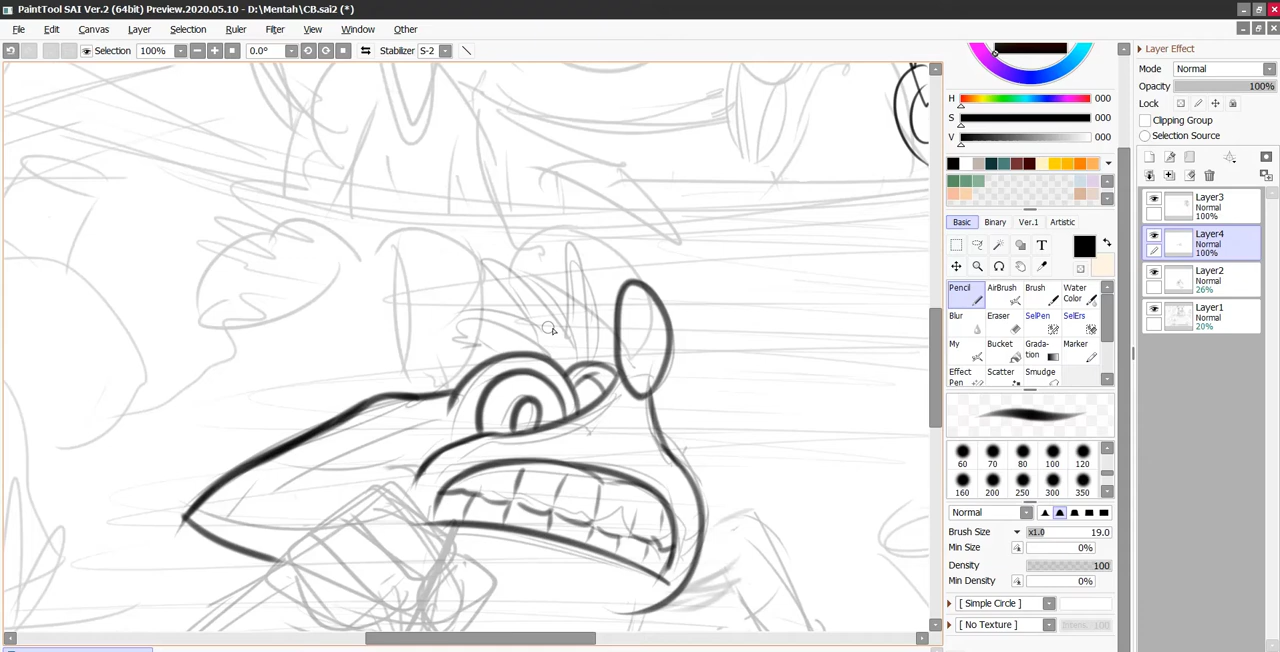 PaintTool SAI Ver.2 (64bit) Preview.2020.05.10 - D:\Mentah\CB.sai2 (*)
File Edit Canvas Layer Selection Ruler Filter View Window Other
Selection 100% 0.0° Stabilizer S-2
H 000
S 000
V 000
Basic Binary Ver.1 Artistic
T
Pencil AirBrush Brush Water Color
Blur Eraser SelPen SelErs
My Bucket Gradation Marker
Effect Pen Scatter Smudge
60 70 80 100 120
160 200 250 300 350
Normal
Brush Size x1.0 19.0
Min Size 0%
Density 100
Min Density 0%
[ Simple Circle ]
[ No Texture ]
Layer Effect
Mode Normal
Opacity 100%
Lock
Clipping Group
Selection Source
Layer3
Normal
100%
Layer4
Normal
100%
Layer2
Normal
26%
Layer1
Normal
20%